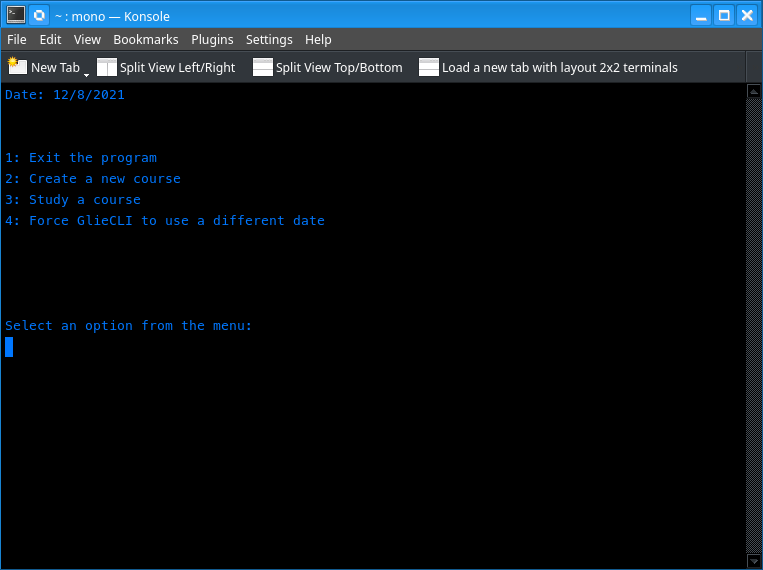 ~ : mono — Konsole
File Edit View Bookmarks Plugins Settings Help
New Tab Split View Left/Right Split View Top/Bottom Load a new tab with layout 2x2 terminals
Date: 12/8/2021
1: Exit the program
2: Create a new course
3: Study a course
4: Force GlieCLI to use a different date
Select an option from the menu: